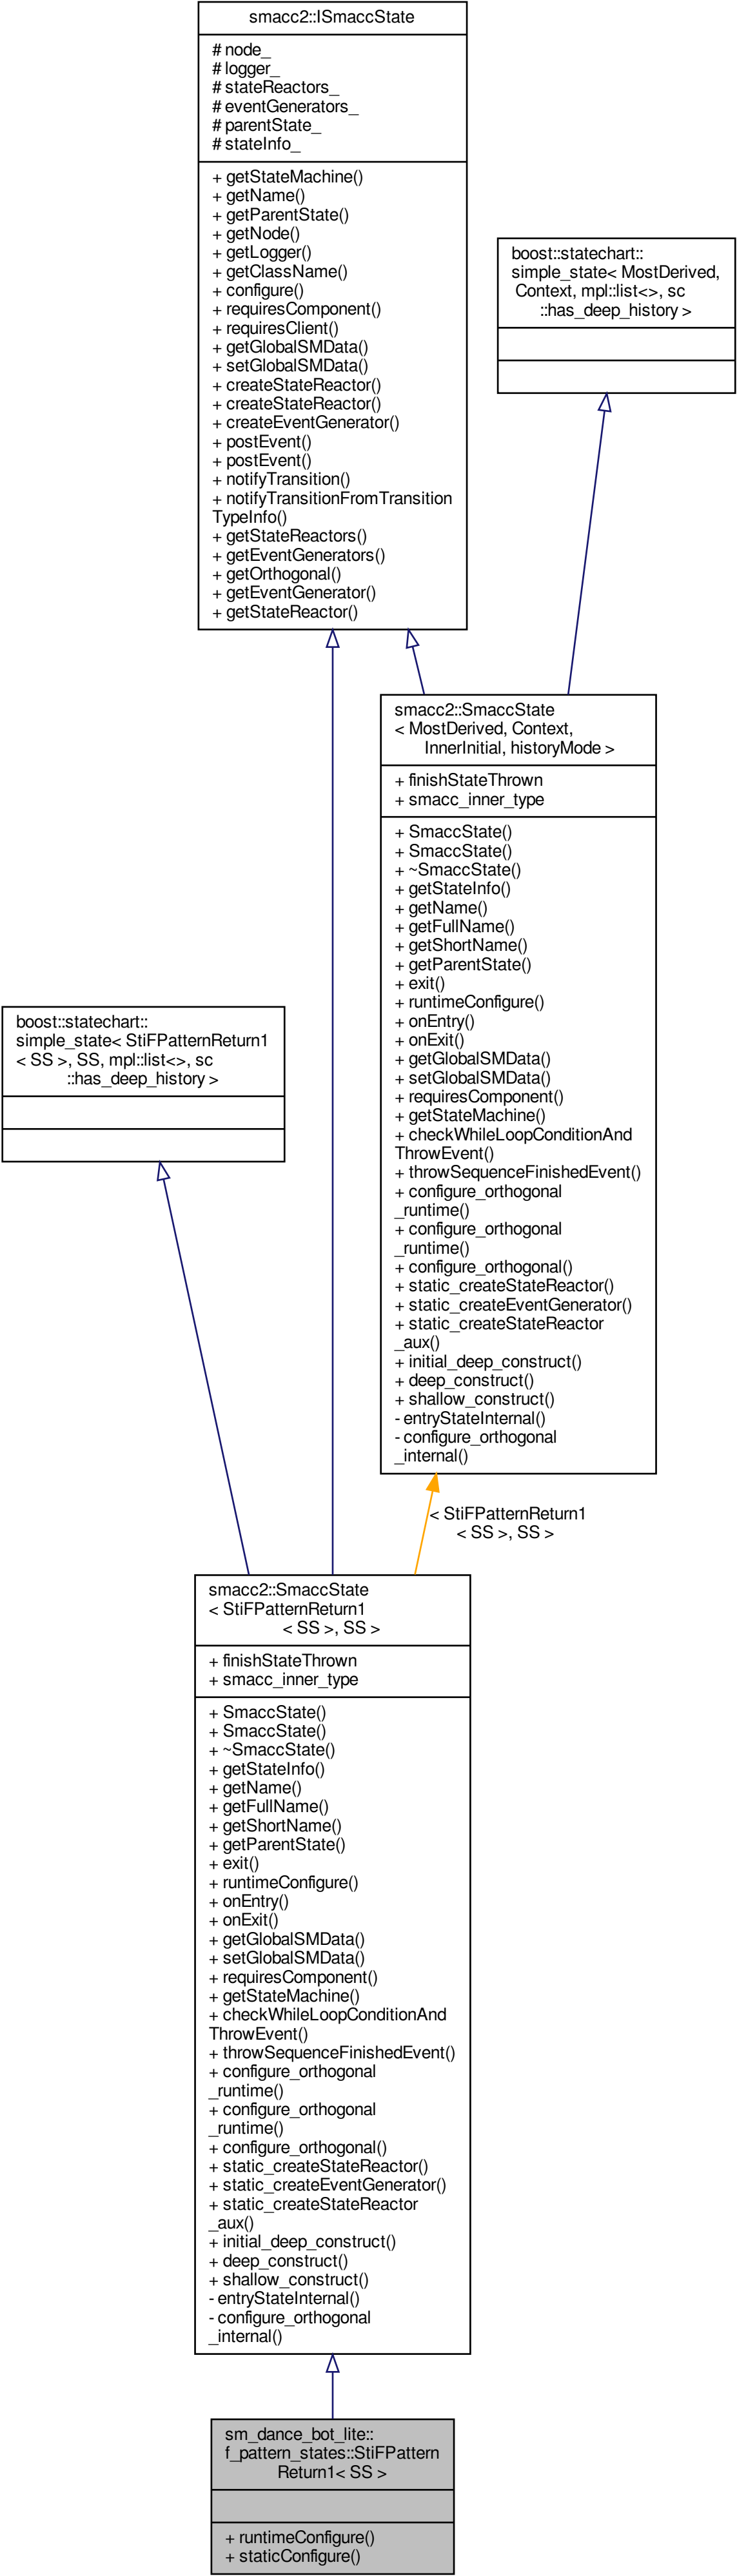 smacc2::ISmaccState
# node_
# logger_
# stateReactors_
# eventGenerators_
# parentState_
# stateInfo_
+ getStateMachine()
+ getName()
+ getParentState()
+ getNode()
+ getLogger()
+ getClassName()
+ configure()
+ requiresComponent()
+ requiresClient()
+ getGlobalSMData()
+ setGlobalSMData()
+ createStateReactor()
+ createStateReactor()
+ createEventGenerator()
+ postEvent()
+ postEvent()
+ notifyTransition()
+ notifyTransitionFromTransition
TypeInfo()
+ getStateReactors()
+ getEventGenerators()
+ getOrthogonal()
+ getEventGenerator()
+ getStateReactor()
boost::statechart::
simple_state< MostDerived,
Context, mpl::list<>, sc
::has_deep_history >
smacc2::SmaccState
< MostDerived, Context,
InnerInitial, historyMode >
+ finishStateThrown
+ smacc_inner_type
+ SmaccState()
+ SmaccState()
+ ~SmaccState()
+ getStateInfo()
+ getName()
+ getFullName()
+ getShortName()
+ getParentState()
+ exit()
+ runtimeConfigure()
+ onEntry()
+ onExit()
+ getGlobalSMData()
+ setGlobalSMData()
+ requiresComponent()
+ getStateMachine()
+ checkWhileLoopConditionAnd
ThrowEvent()
+ throwSequenceFinishedEvent()
+ configure_orthogonal
_runtime()
+ configure_orthogonal
_runtime()
+ configure_orthogonal()
+ static_createStateReactor()
+ static_createEventGenerator()
+ static_createStateReactor
_aux()
+ initial_deep_construct()
+ deep_construct()
+ shallow_construct()
- entryStateInternal()
- configure_orthogonal
_internal()
boost::statechart::
simple_state< StiFPatternReturn1
< SS >, SS, mpl::list<>, sc
::has_deep_history >
< StiFPatternReturn1
< SS >, SS >
smacc2::SmaccState
< StiFPatternReturn1
< SS >, SS >
+ finishStateThrown
+ smacc_inner_type
+ SmaccState()
+ SmaccState()
+ ~SmaccState()
+ getStateInfo()
+ getName()
+ getFullName()
+ getShortName()
+ getParentState()
+ exit()
+ runtimeConfigure()
+ onEntry()
+ onExit()
+ getGlobalSMData()
+ setGlobalSMData()
+ requiresComponent()
+ getStateMachine()
+ checkWhileLoopConditionAnd
ThrowEvent()
+ throwSequenceFinishedEvent()
+ configure_orthogonal
_runtime()
+ configure_orthogonal
_runtime()
+ configure_orthogonal()
+ static_createStateReactor()
+ static_createEventGenerator()
+ static_createStateReactor
_aux()
+ initial_deep_construct()
+ deep_construct()
+ shallow_construct()
- entryStateInternal()
- configure_orthogonal
_internal()
sm_dance_bot_lite::
f_pattern_states::StiFPattern
Return1< SS >
+ runtimeConfigure()
+ staticConfigure()